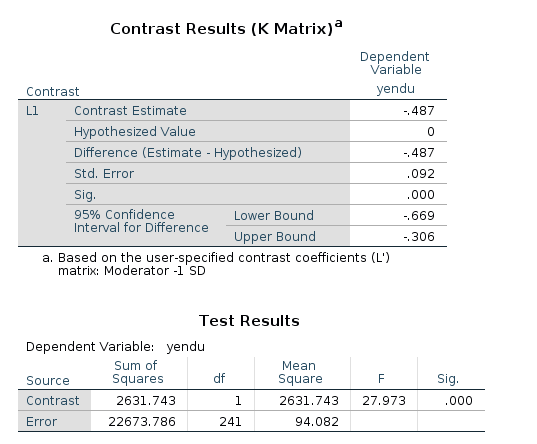 Contrast Results (K Matrix)a
Dependent
Variable
Contrast yendu
L1 Contrast Estimate -.487
Hypothesized Value 0
Difference (Estimate - Hypothesized) -.487
Std. Error .092
Sig. .000
95% Confidence
Interval for Difference Lower Bound -.669
Upper Bound -.306
a. Based on the user-specified contrast coefficients (L')
matrix: Moderator -1 SD
Test Results
Dependent Variable: yendu
Source Sum of Squares df Mean Square F Sig.
Contrast 2631.743 1 2631.743 27.973 .000
Error 22673.786 241 94.082